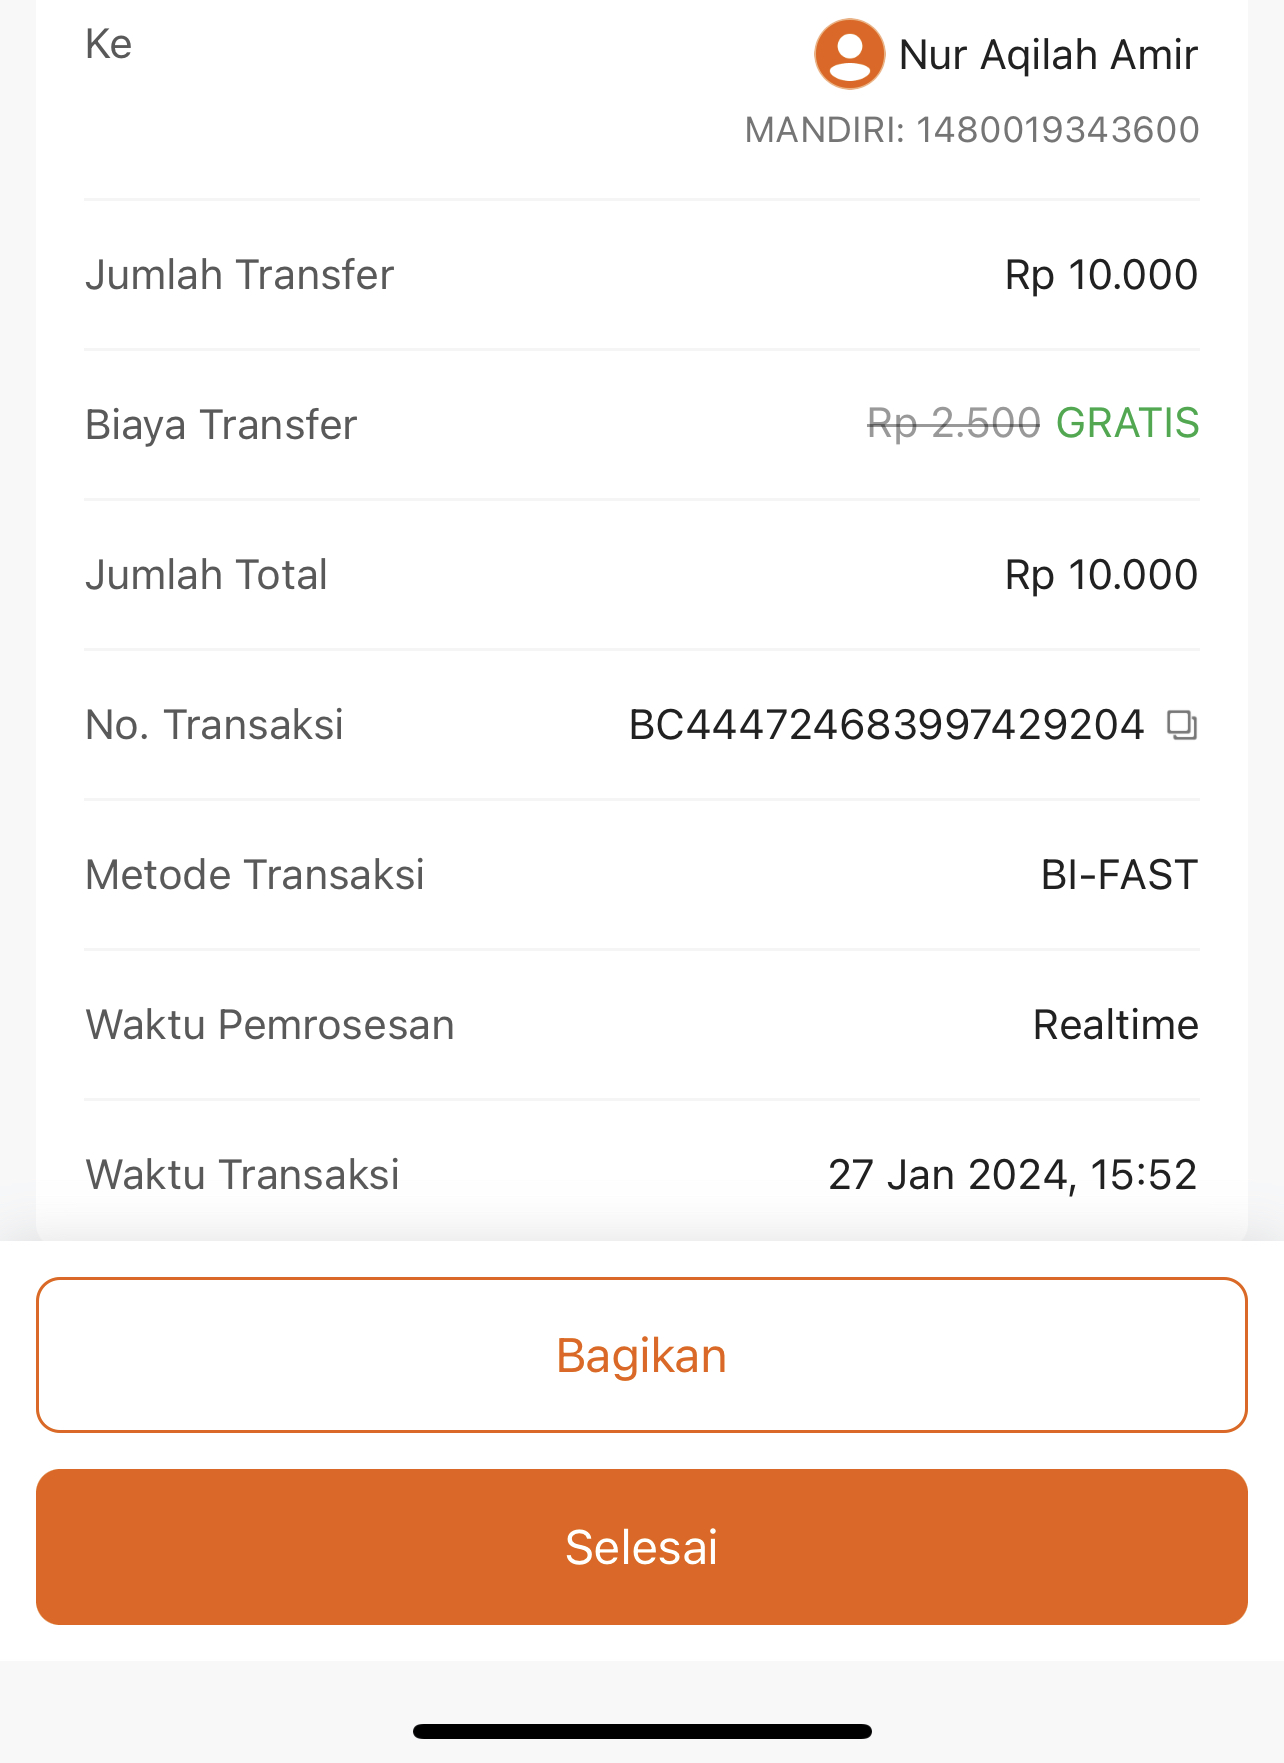 Ke
Nur Aqilah Amir
MANDIRI: 1480019343600
Jumlah Transfer Rp 10.000
Biaya Transfer Rp 2.500 GRATIS
Jumlah Total Rp 10.000
No. Transaksi BC444724683997429204
Metode Transaksi BI-FAST
Waktu Pemrosesan Realtime
Waktu Transaksi 27 Jan 2024, 15:52
Bagikan
Selesai